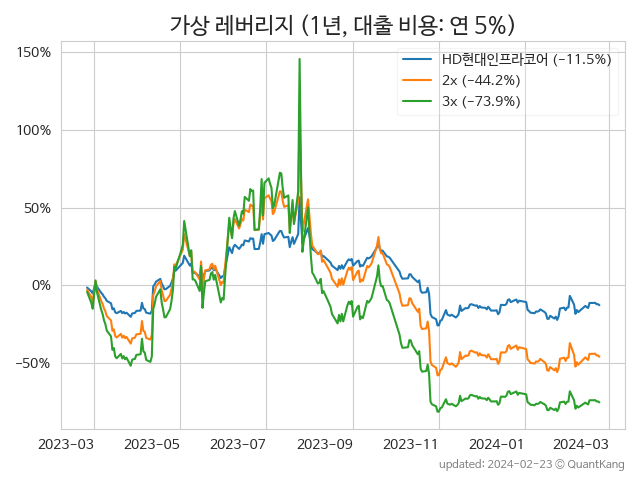 가상 레버리지 (1년, 대출 비용: 연 5%)
HD현대인프라코어 (−11.5%)
2x (−44.2%)
3x (−73.9%)
150%
100%
50%
0%
−50%
2023-03 2023-05 2023-07 2023-09 2023-11 2024-01 2024-03
updated: 2024-02-23 © QuantKang